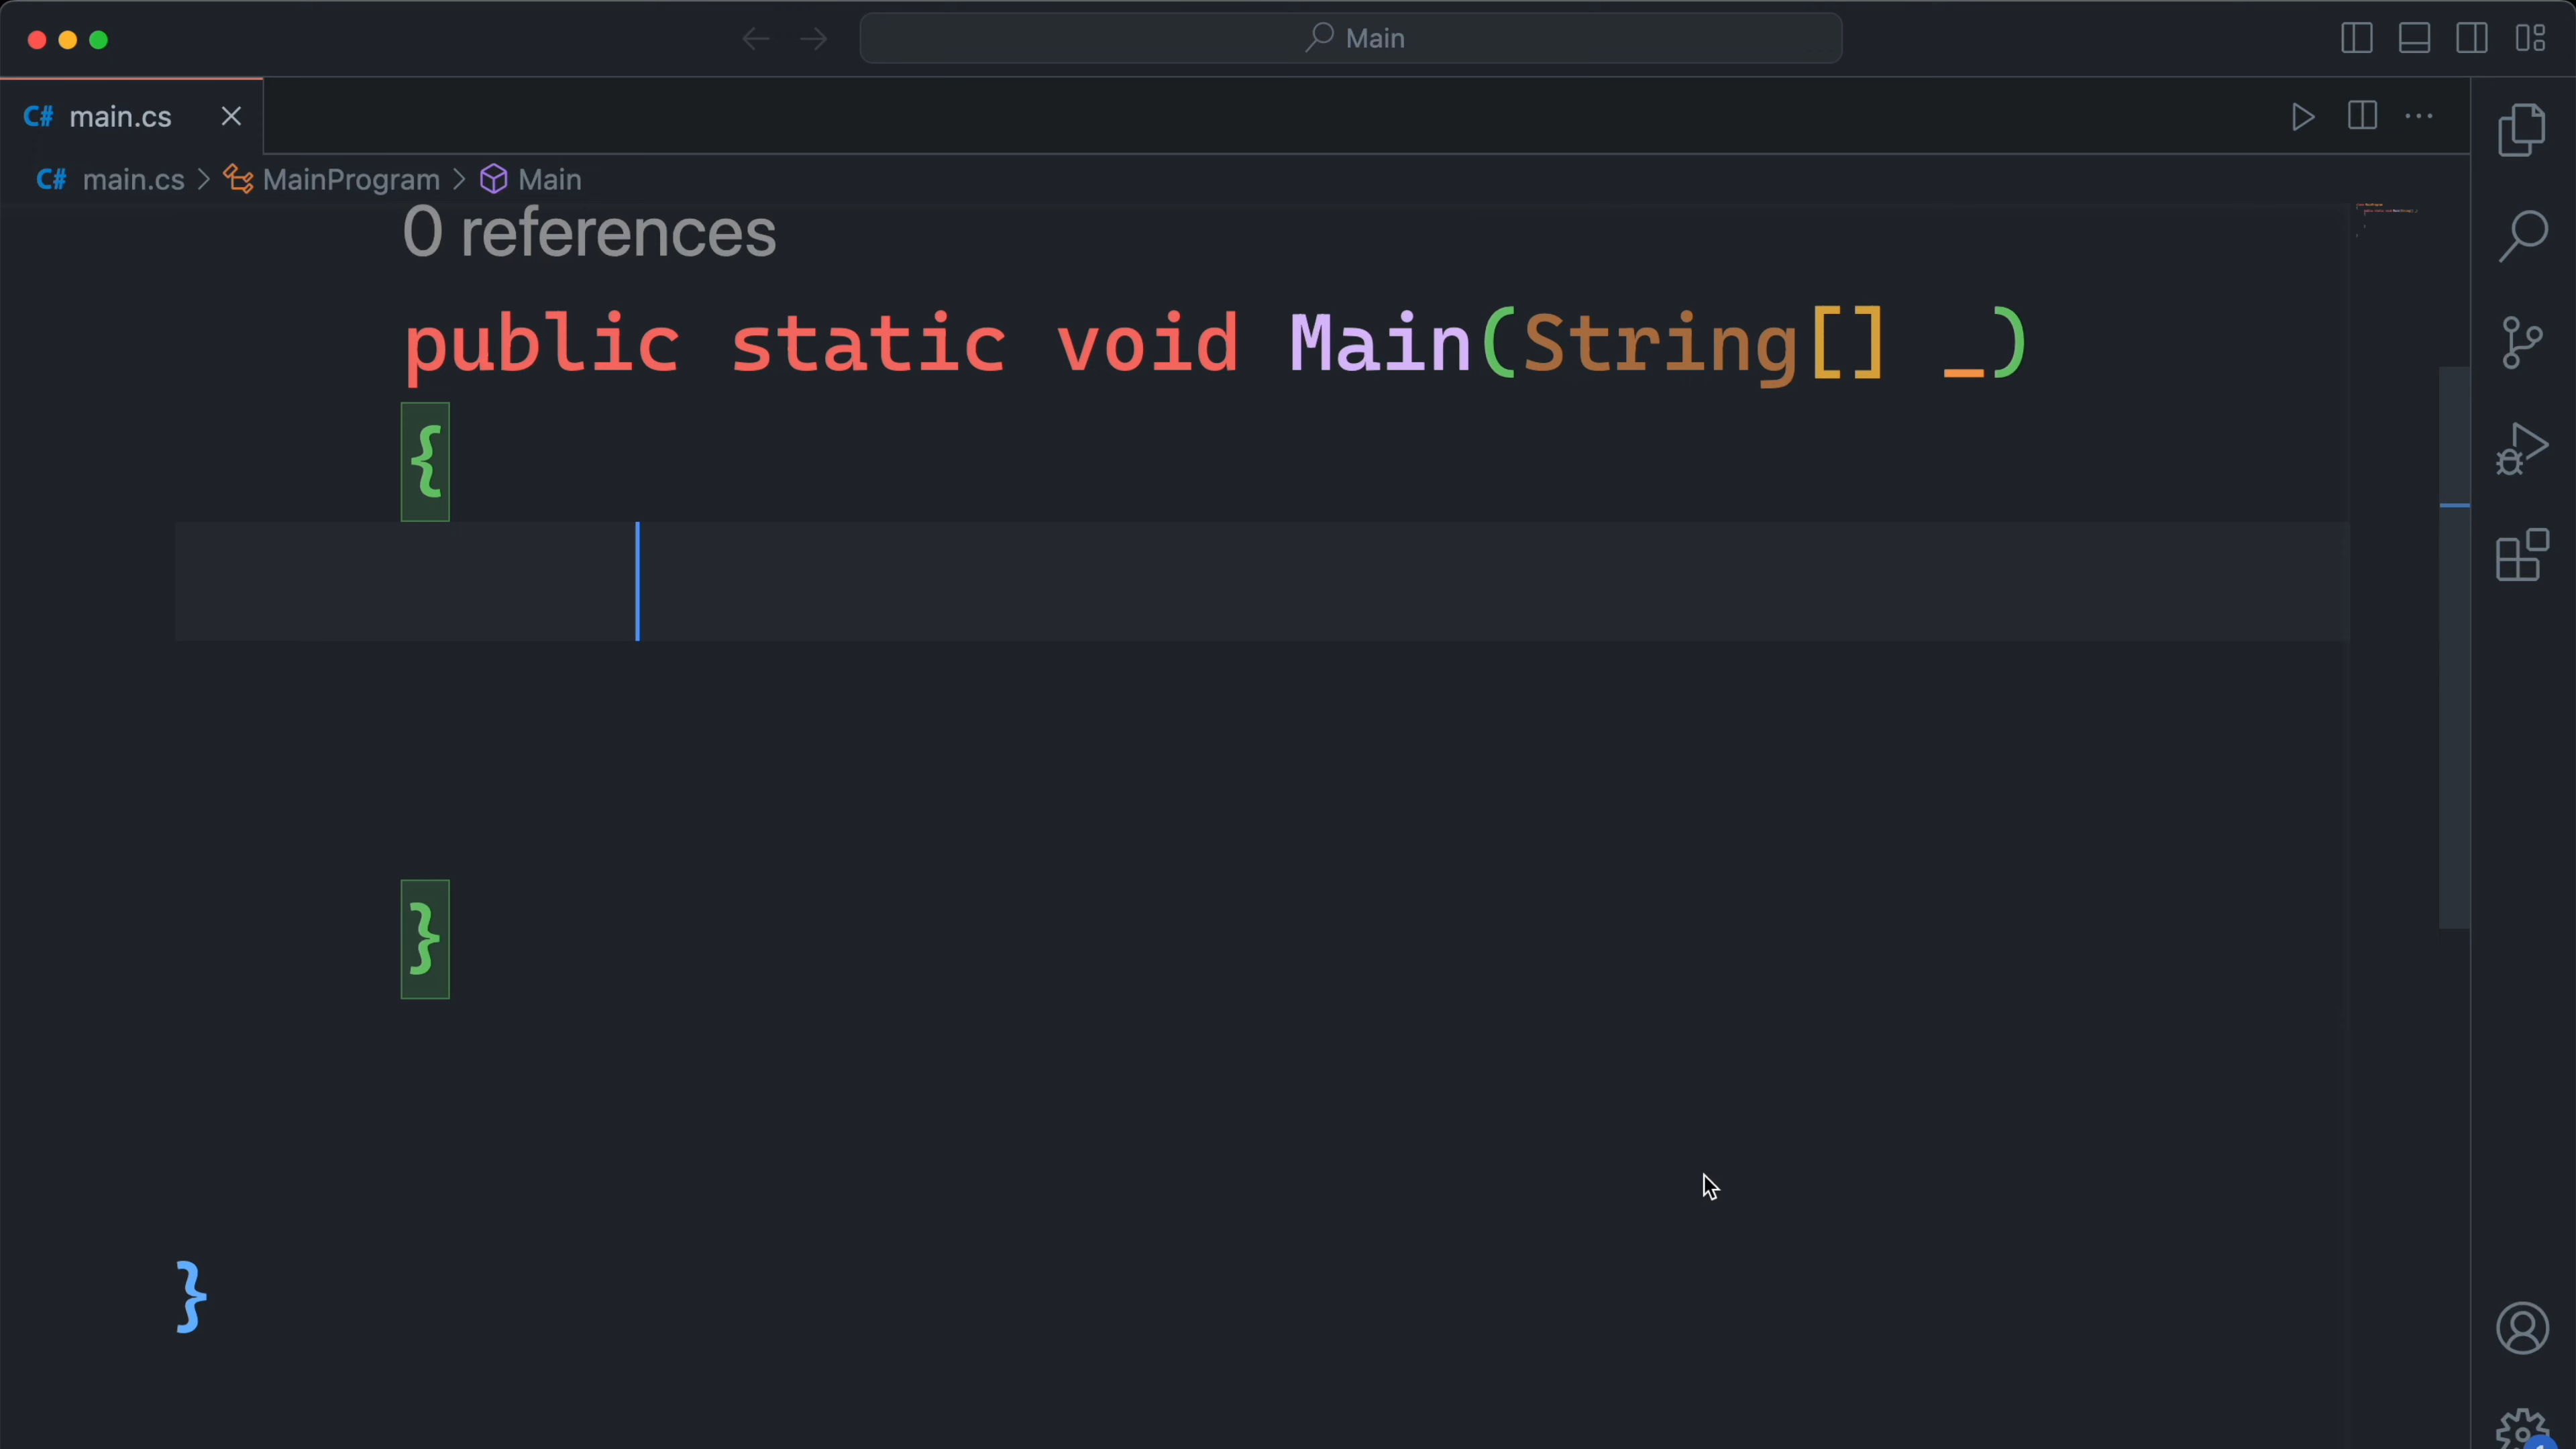 Main
C# main.cs
C# main.cs > MainProgram > Main
0 references
public static void Main(String[] _)
{
}
}